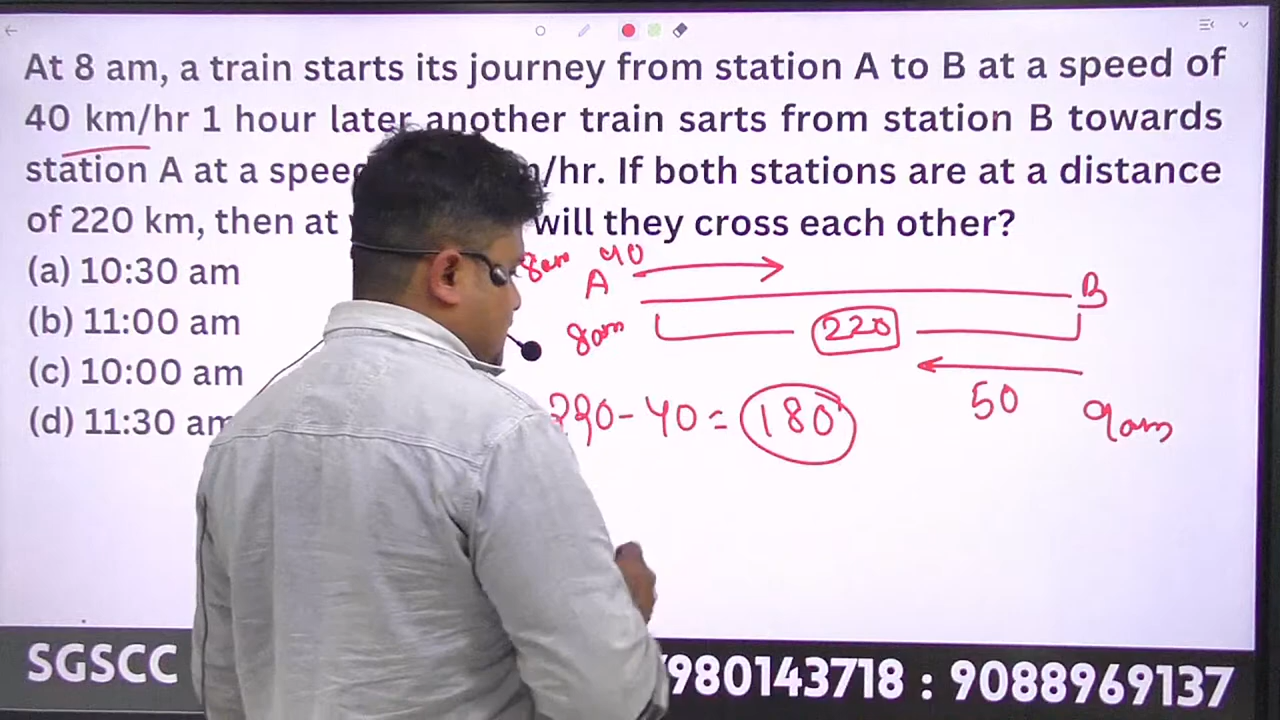 At 8 am, a train starts its journey from station A to B at a speed of
40 km/hr 1 hour later another train sarts from station B towards
station A at a speed /hr. If both stations are at a distance
of 220 km, then at will they cross each other?
(a) 10:30 am
(b) 11:00 am
(c) 10:00 am
(d) 11:30 am
8am 40
A B
8am 220
50 9am
220-40 = 180
SGSCC 980143718 : 9088969137